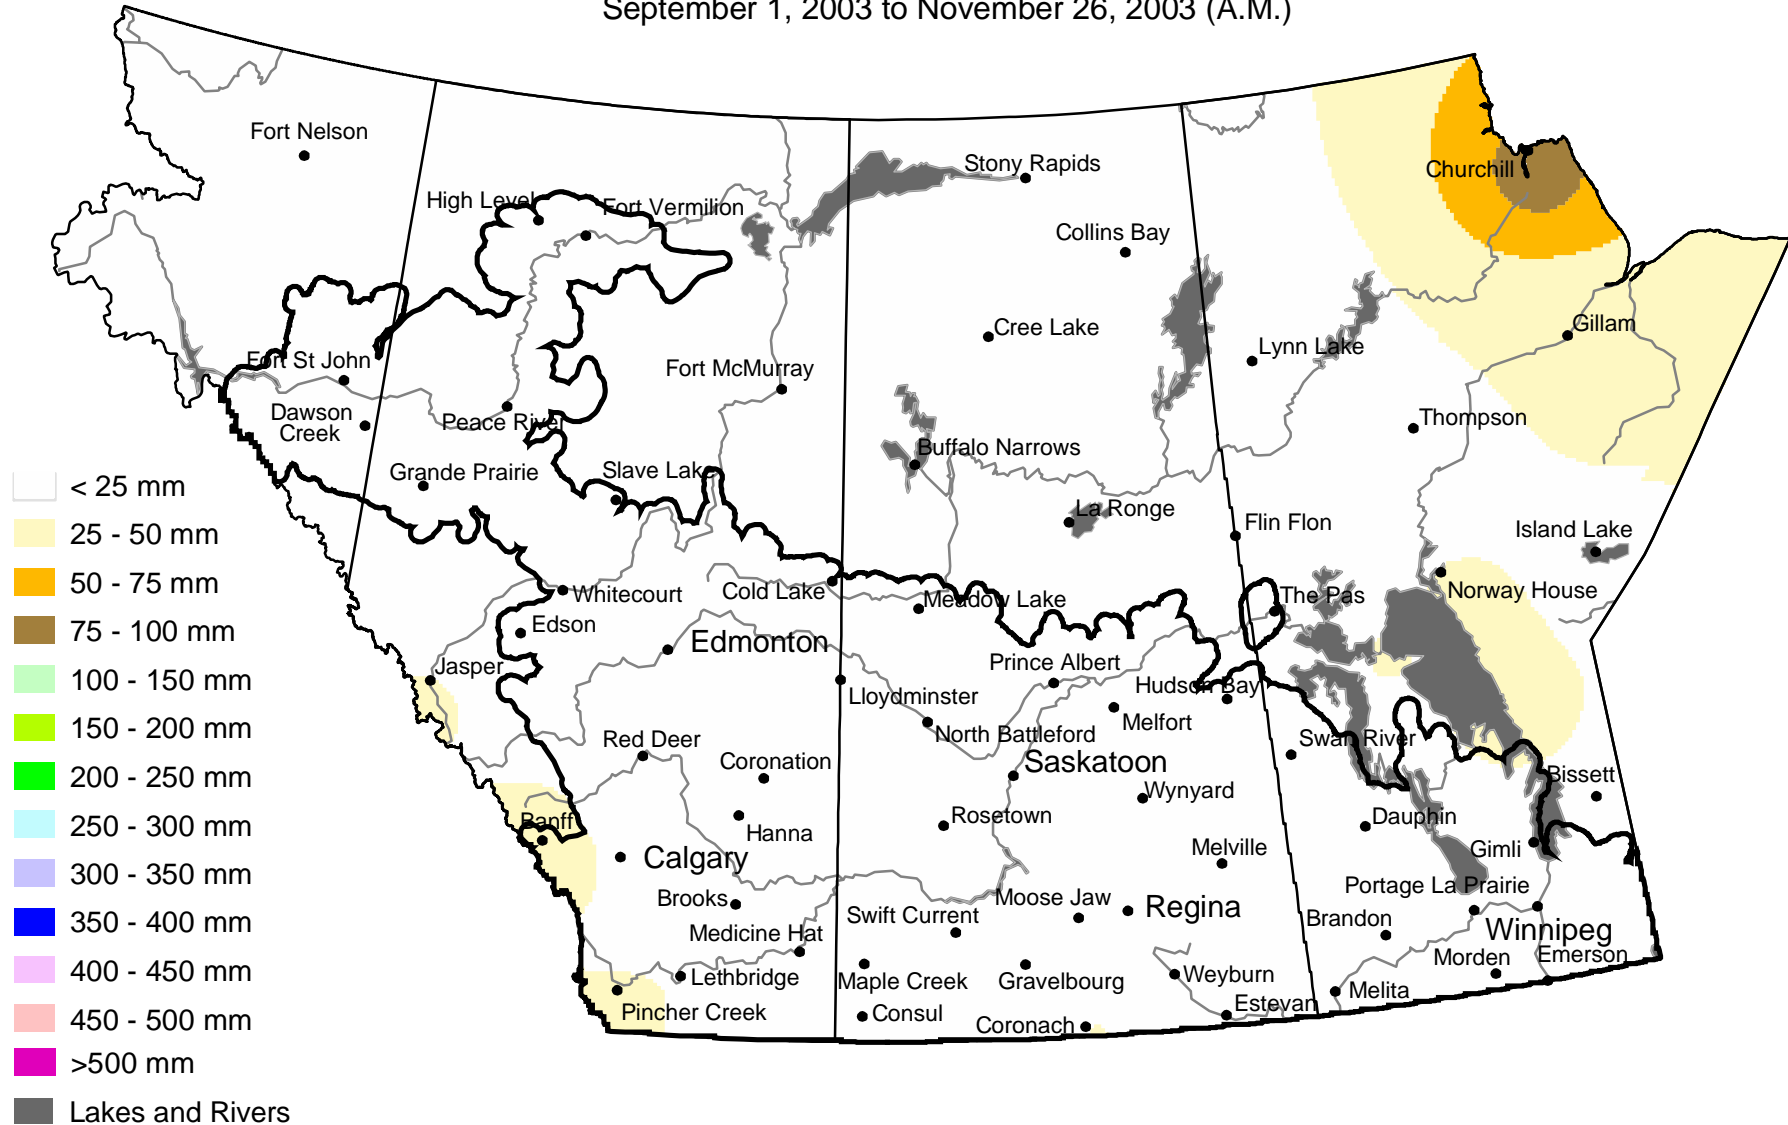 September 1, 2003 to November 26, 2003 (A.M.)
Fort Nelson
Stony Rapids
Churchill
High Level
Fort Vermilion
Collins Bay
Cree Lake
Gillam
Lynn Lake
Fort St John
Fort McMurray
Dawson
Creek
Peace River
Thompson
Buffalo Narrows
Grande Prairie
Slave Lake
La Ronge
Flin Flon
Island Lake
Whitecourt
Cold Lake
Meadow Lake
The Pas
Norway House
Edson
Edmonton
Jasper
Prince Albert
Lloydminster
Hudson Bay
Melfort
North Battleford
Red Deer
Swan River
Coronation
Saskatoon
Bissett
Wynyard
Banff
Hanna
Rosetown
Dauphin
Calgary
Melville
Gimli
Brooks
Moose Jaw
Portage La Prairie
Swift Current
Regina
Brandon
Medicine Hat
Winnipeg
Emerson
Morden
Lethbridge
Maple Creek
Gravelbourg
Weyburn
Melita
Pincher Creek
Consul
Coronach
Estevan
< 25 mm
25 - 50 mm
50 - 75 mm
75 - 100 mm
100 - 150 mm
150 - 200 mm
200 - 250 mm
250 - 300 mm
300 - 350 mm
350 - 400 mm
400 - 450 mm
450 - 500 mm
>500 mm
Lakes and Rivers